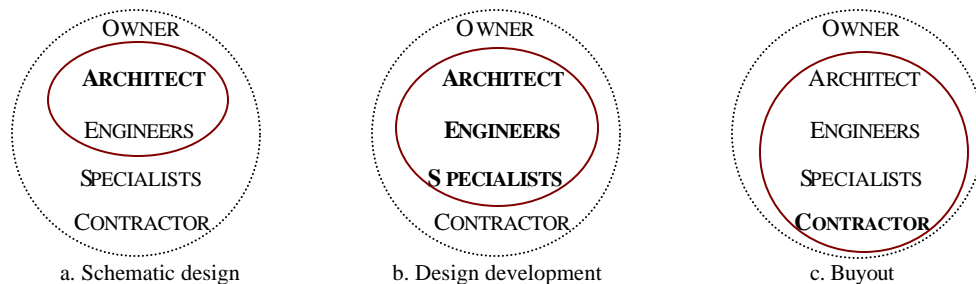 OWNER
ARCHITECT
ENGINEERS
SPECIALISTS
CONTRACTOR
a. Schematic design
OWNER
ARCHITECT
ENGINEERS
S PECIALISTS
CONTRACTOR
b. Design development
OWNER
ARCHITECT
ENGINEERS
SPECIALISTS
CONTRACTOR
c. Buyout